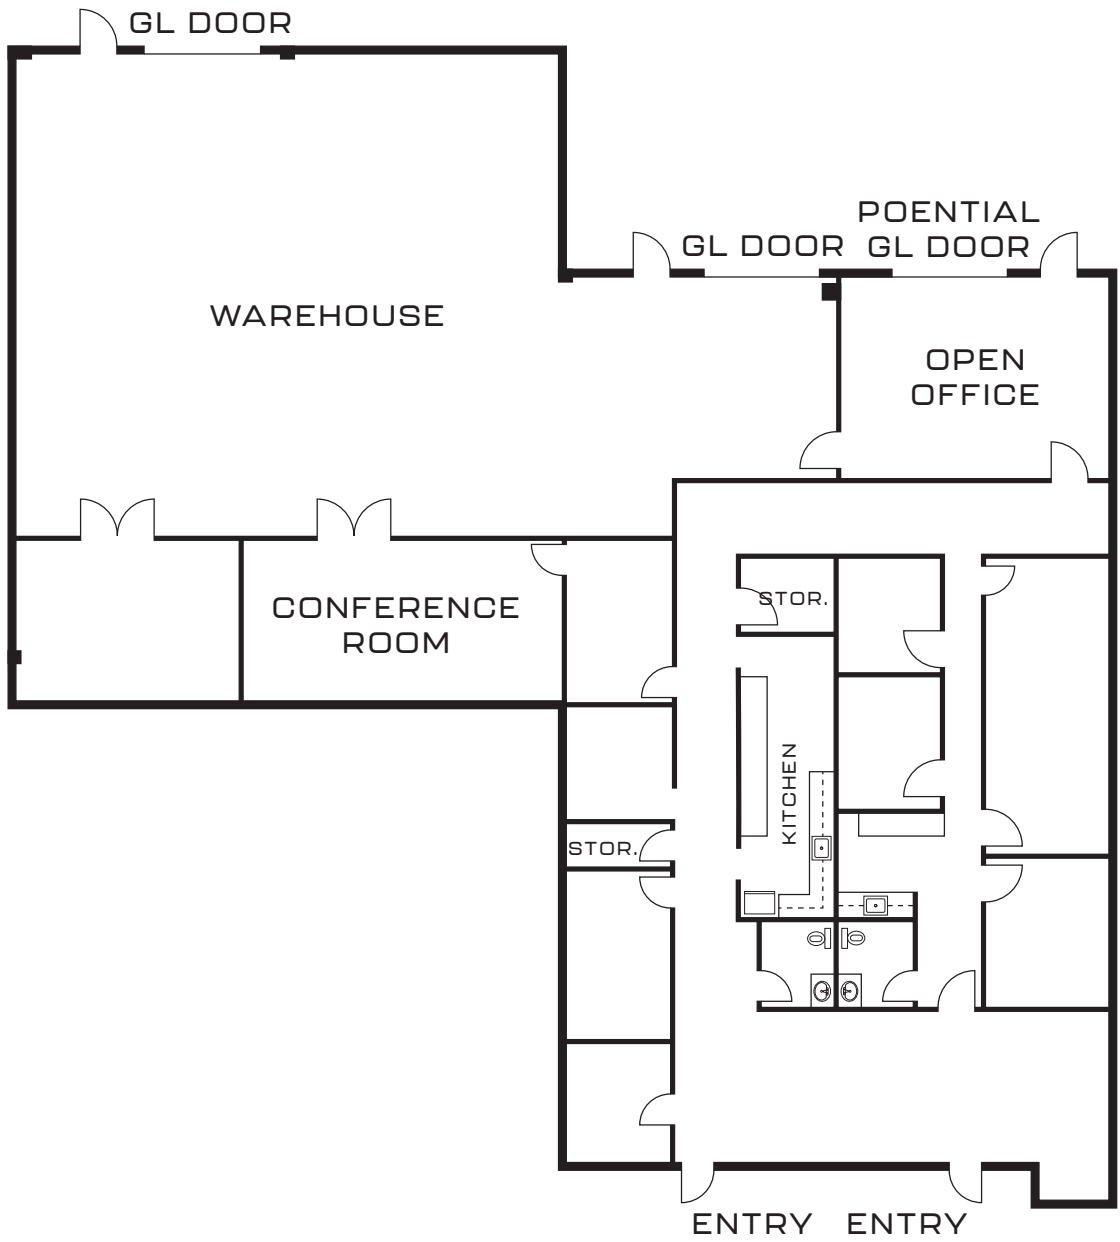 GL DOOR
POENTIAL
GL DOOR
GL DOOR
WAREHOUSE
OPEN
OFFICE
CONFERENCE
ROOM
STOR.
KITCHEN
STOR.
ENTRY
ENTRY